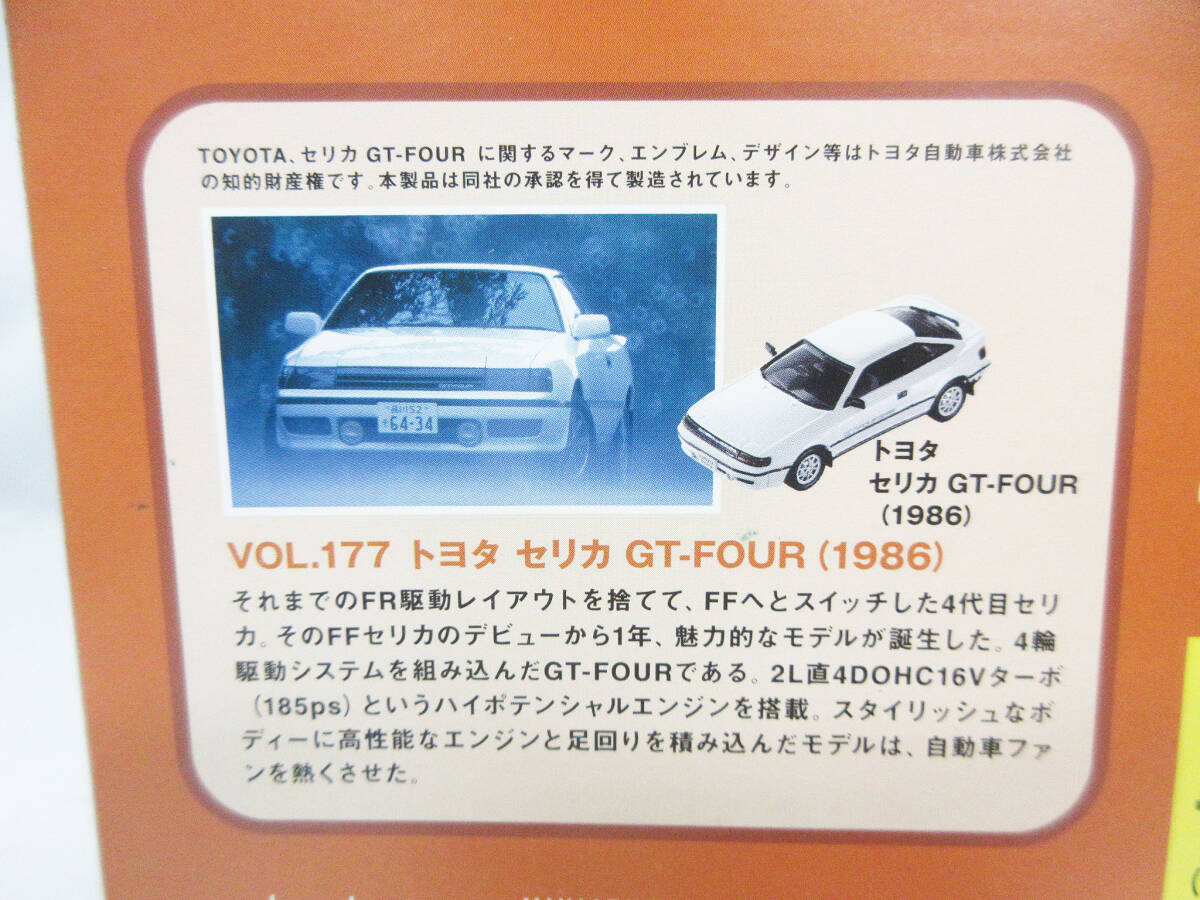 TOYOTA、セリカ GT-FOUR に関するマーク、エンブレム、デザイン等はトヨタ自動車株式会社
の知的財産権です。本製品は同社の承認を得て製造されています。
品川52
64-34
トヨタ
セリカ GT-FOUR
(1986)
VOL.177 トヨタ セリカ GT-FOUR (1986)
それまでのFR駆動レイアウトを捨てて、FFへとスイッチした4代目セリ
カ。そのFFセリカのデビューから1年、魅力的なモデルが誕生した。4輪
駆動システムを組み込んだGT-FOURである。2L直4DOHC16Vターボ
(185ps)というハイポテンシャルエンジンを搭載。スタイリッシュなボ
ディーに高性能なエンジンと足回りを積み込んだモデルは、自動車ファ
ンを熱くさせた。